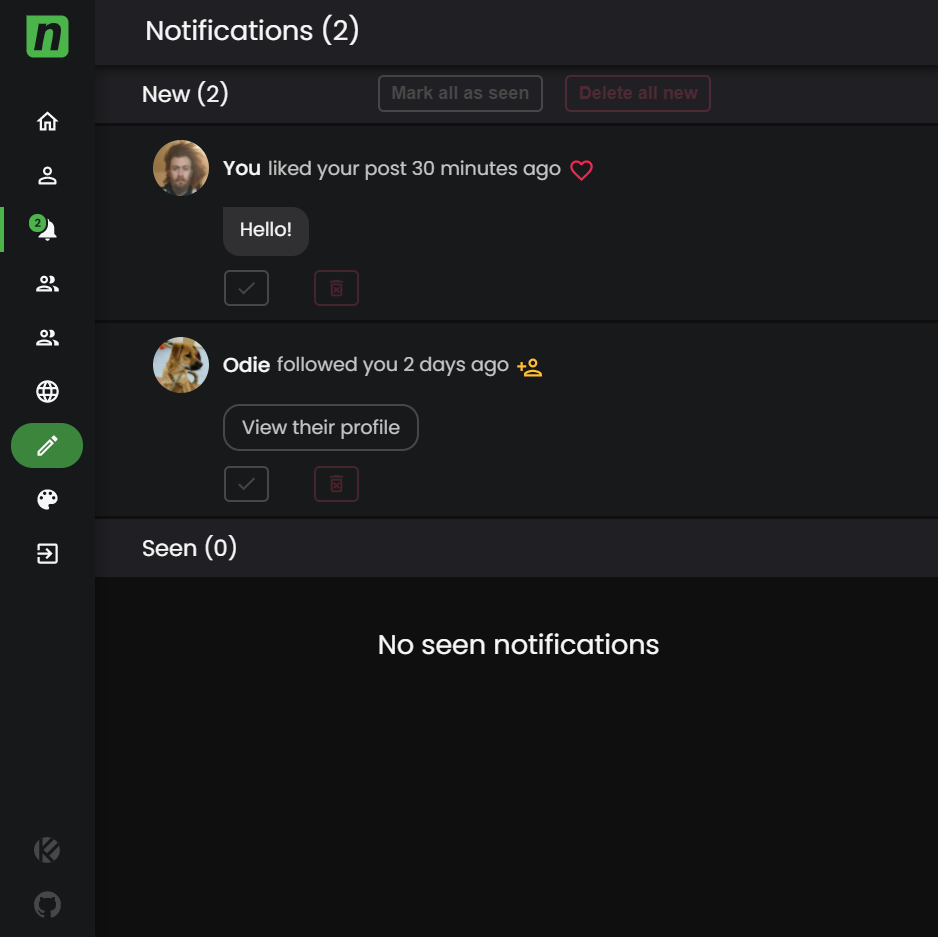 n
Notifications (2)
New (2) Mark all as seen Delete all new
You liked your post 30 minutes ago
2
Hello!
Odie followed you 2 days ago
View their profile
Seen (0)
No seen notifications